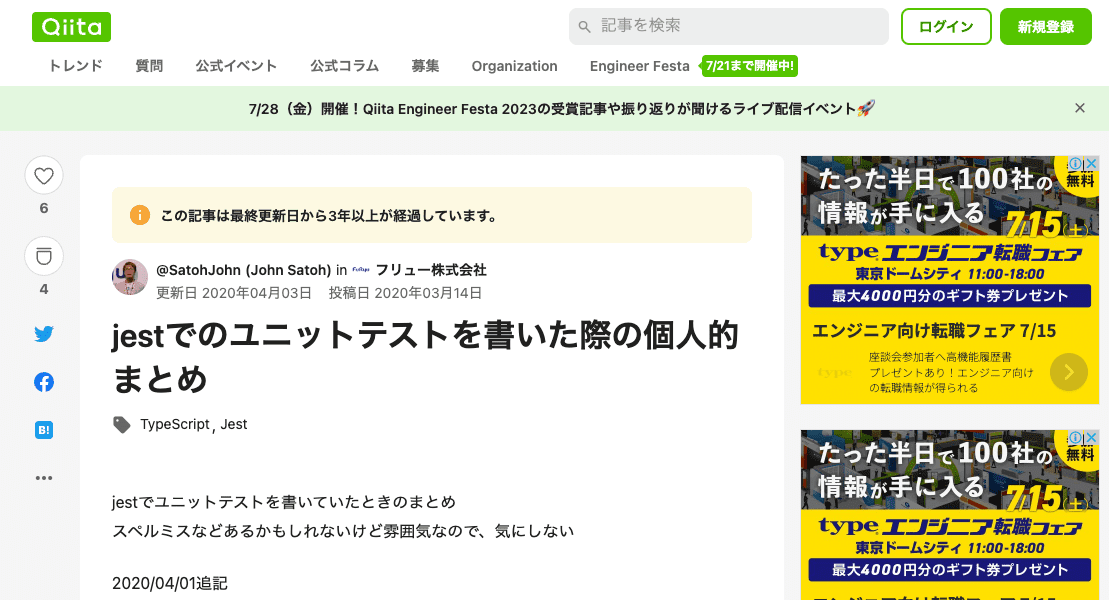 Qiita
記事を検索
ログイン
新規登録
トレンド 質問 公式イベント 公式コラム 募集 Organization Engineer Festa 7/21まで開催中!
7/28（金）開催！Qiita Engineer Festa 2023の受賞記事や振り返りが聞けるライブ配信イベント🚀
6
4
B!
この記事は最終更新日から3年以上が経過しています。
@SatohJohn (John Satoh) in フリュー株式会社
更新日 2020年04月03日 投稿日 2020年03月14日
jestでのユニットテストを書いた際の個人的
まとめ
TypeScript , Jest
jestでユニットテストを書いていたときのまとめ
スペルミスなどあるかもしれないけど雰囲気なので、気にしない
2020/04/01追記
たった半日で100社の
情報が手に入る
無料
7.15(土)
type エンジニア転職フェア
東京ドームシティ 11:00-18:00
最大4000円分のギフト券プレゼント
エンジニア向け転職フェア 7/15
座談会参加者へ高機能履歴書
プレゼントあり！エンジニア向け
の転職情報が得られる
type
たった半日で100社の
情報が手に入る
無料
7.15(土)
type エンジニア転職フェア
東京ドームシティ 11:00-18:00
最大4000円分のギフト券プレゼント